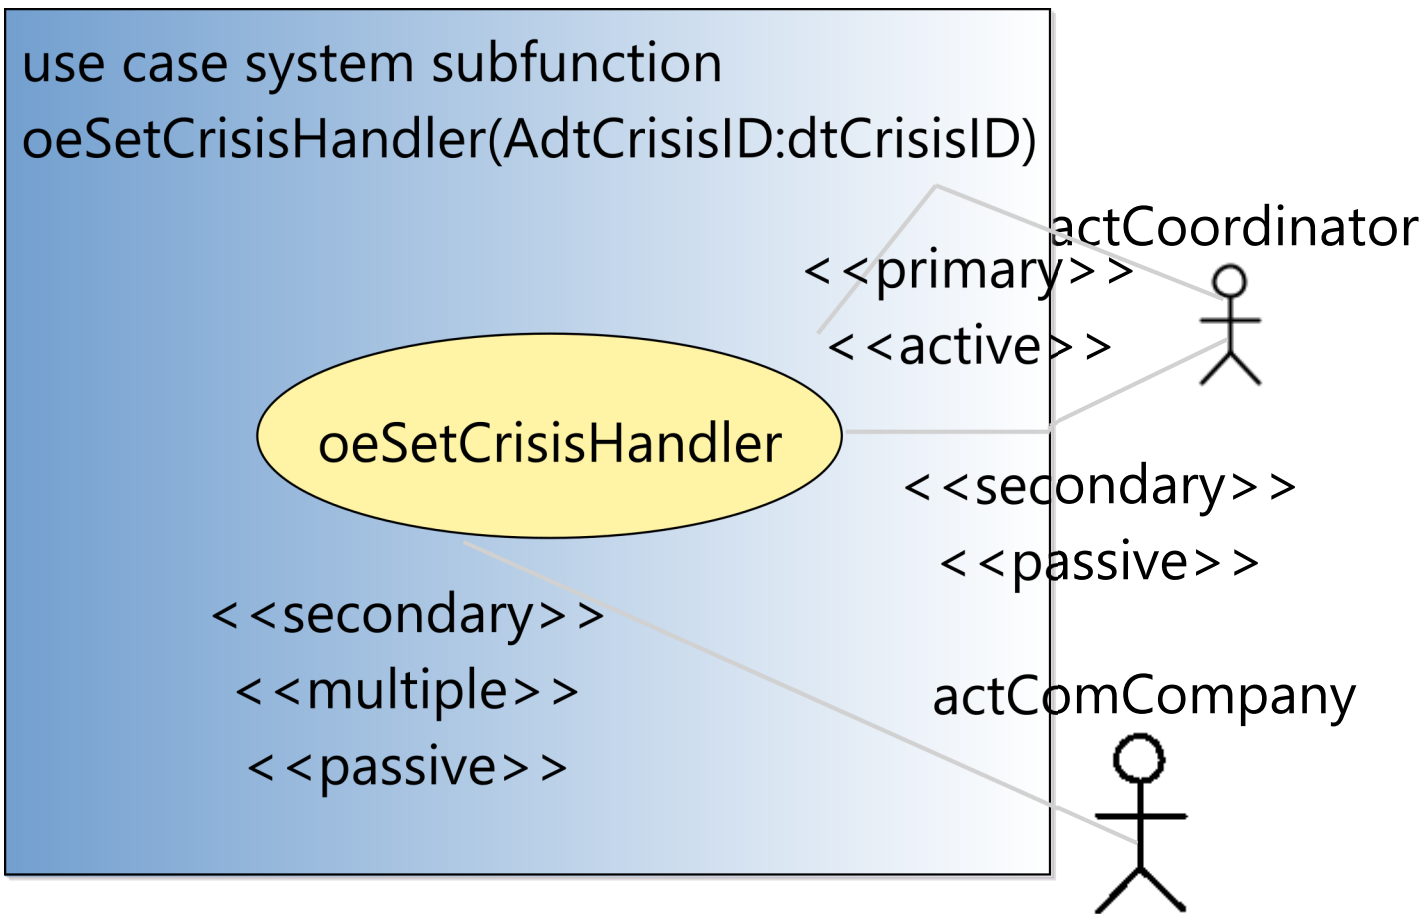 use case system subfunction
oeSetCrisisHandler(AdtCrisisID:dtCrisisID)
actCoordinator
<<primary>>
<<active>>
oeSetCrisisHandler
<<secondary>>
<<passive>>
<<secondary>>
<<multiple>>
<<passive>>
actComCompany